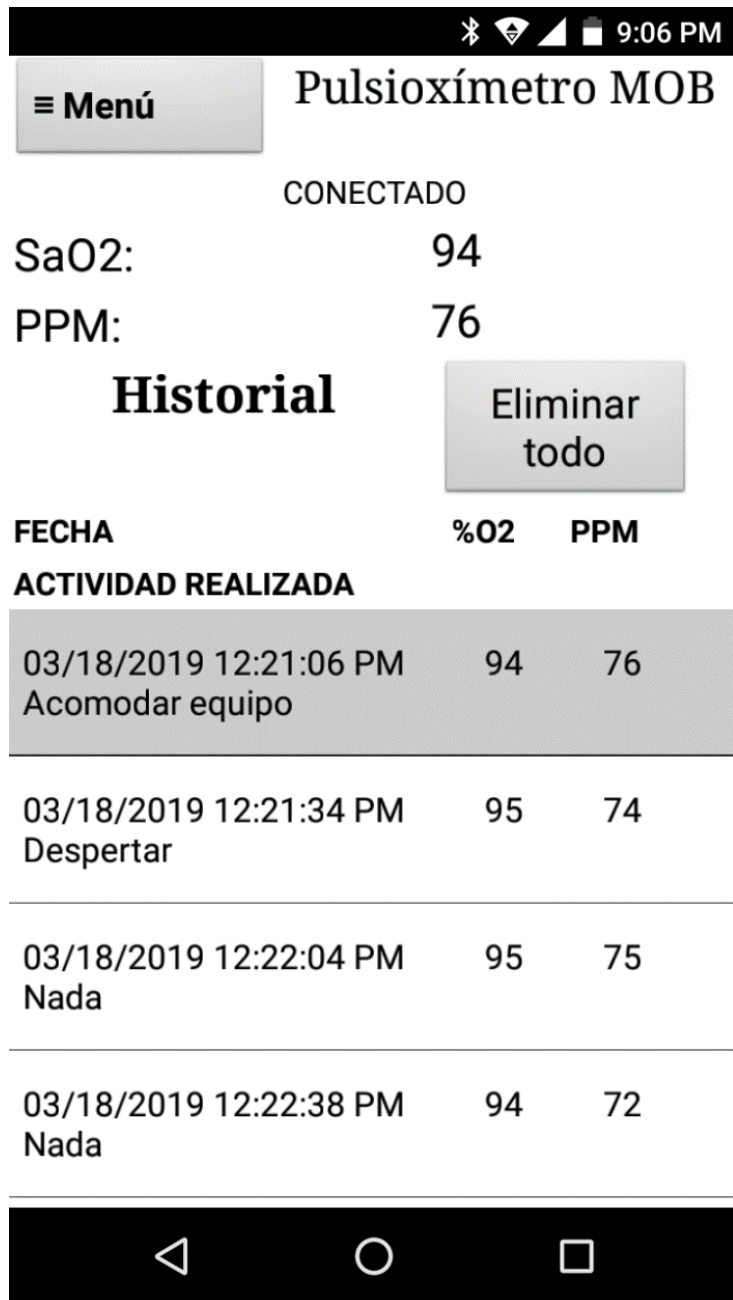 9:06 PM
≡ Menú
Pulsioxímetro MOB
CONECTADO
SaO2: 94
PPM: 76
Historial
Eliminar
todo
FECHA %O2 PPM
ACTIVIDAD REALIZADA
03/18/2019 12:21:06 PM 94 76
Acomodar equipo
03/18/2019 12:21:34 PM 95 74
Despertar
03/18/2019 12:22:04 PM 95 75
Nada
03/18/2019 12:22:38 PM 94 72
Nada